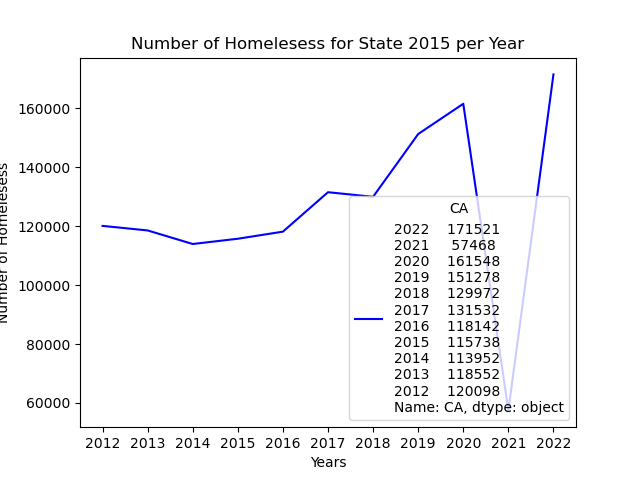 Number of Homelesess for State 2015 per Year
Number of Homelesess
160000
140000
120000
100000
80000
60000
CA
2022 171521
2021 57468
2020 161548
2019 151278
2018 129972
2017 131532
2016 118142
2015 115738
2014 113952
2013 118552
2012 120098
Name: CA, dtype: object
2012 2013 2014 2015 2016 2017 2018 2019 2020 2021 2022
Years